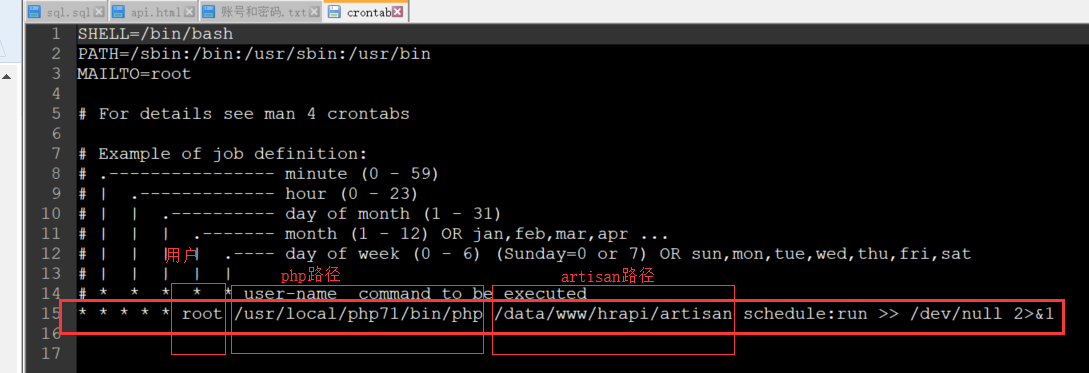 sql.sql api.html 账号和密码.txt crontab
1 SHELL=/bin/bash
2 PATH=/sbin:/bin:/usr/sbin:/usr/bin
3 MAILTO=root
4
5 # For details see man 4 crontabs
6
7 # Example of job definition:
8 # .---------------- minute (0 - 59)
9 # |  .------------- hour (0 - 23)
10 # |  |  .---------- day of month (1 - 31)
11 # |  |  |  .------- month (1 - 12) OR jan,feb,mar,apr ...
用户
12 # |  |  |  |  .---- day of week (0 - 6) (Sunday=0 or 7) OR sun,mon,tue,wed,thu,fri,sat
php路径 artisan路径
13 # |  |  |  |  |
14 # *  *  *  *  * user-name  command to be executed
15 * * * * * root /usr/local/php71/bin/php /data/www/hrapi/artisan schedule:run >> /dev/null 2>&1
16
17